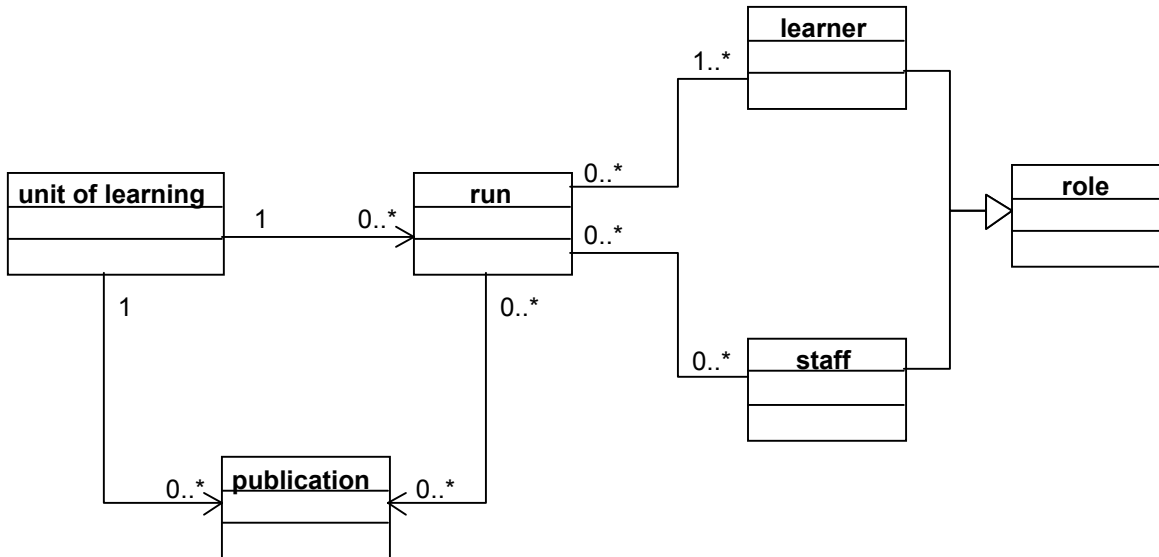 learner
1..*
0..*
unit of learning
run
role
1
0..*
0..*
1
0..*
0..*
staff
0..*
publication
0..*